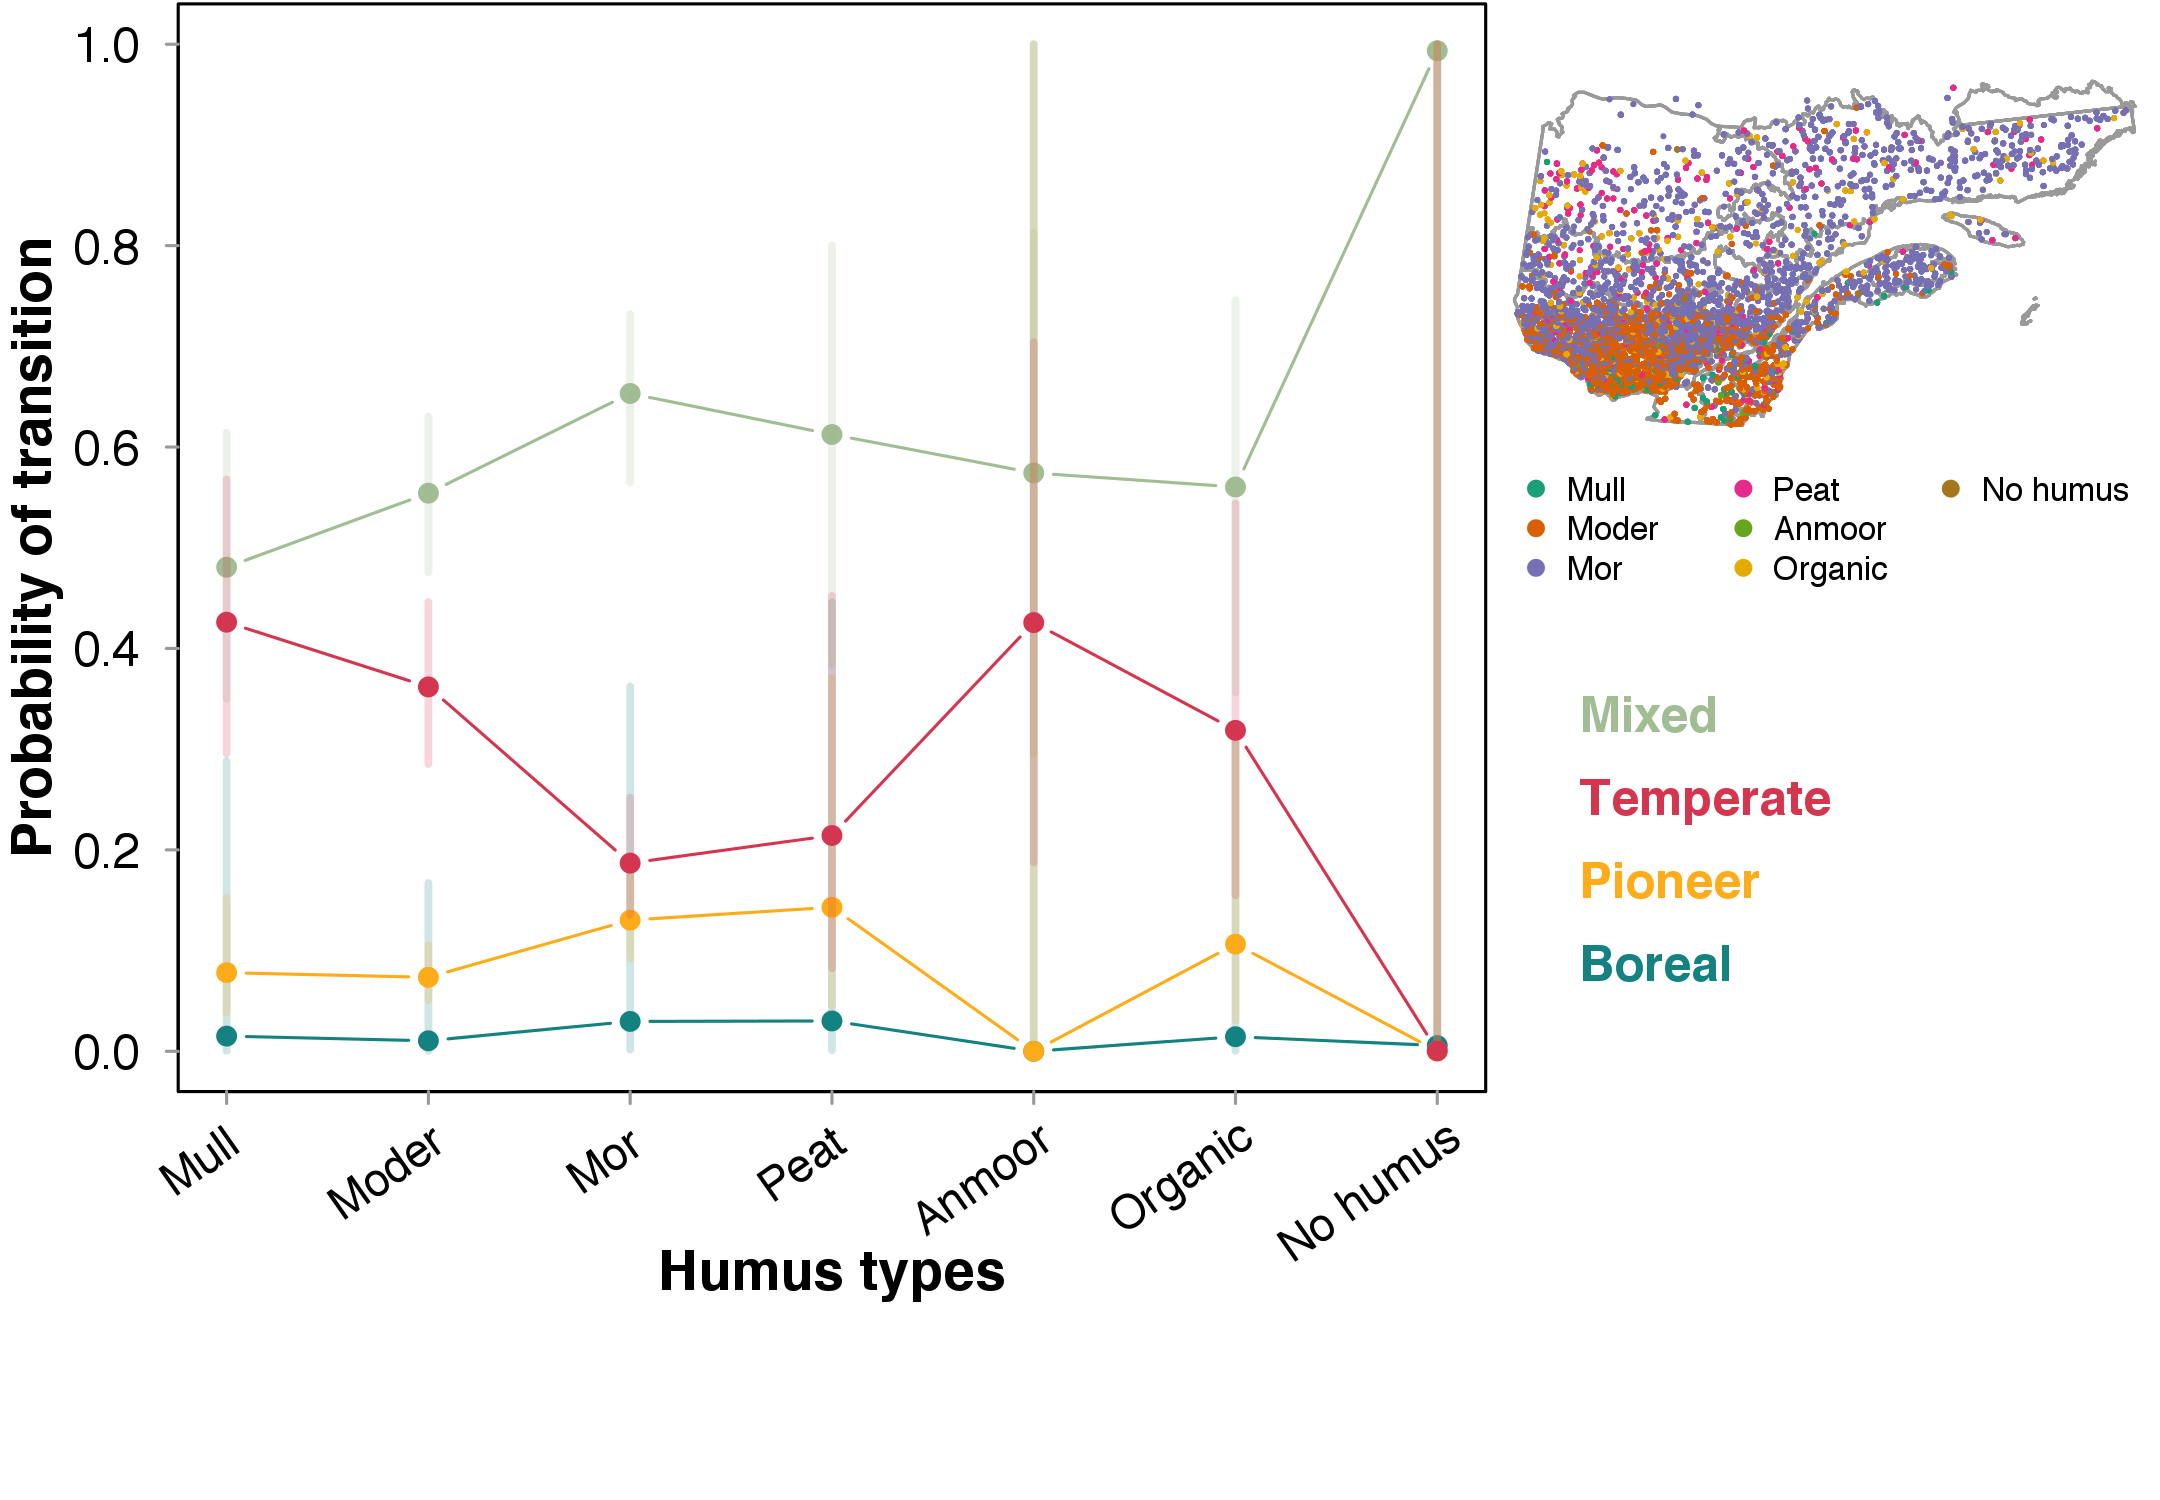 Probability of transition
1.0
0.8
0.6
0.4
0.2
0.0
Mull
Moder
Mor
Peat
Anmoor
Organic
No humus
Humus types
Mull Peat No humus
Moder Anmoor
Mor Organic
Mixed
Temperate
Pioneer
Boreal